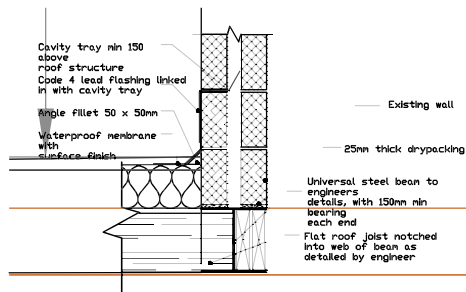 Cavity tray min 150
above
roof structure
Code 4 lead flashing linked
in with cavity tray
Angle fillet 50 x 50mm
Waterproof membrane
with
surface finish
Existing wall
25mm thick drypacking
Universal steel beam to
engineers
details, with 150mm min
bearing
each end
Flat roof joist notched
into web of beam as
detailed by engineer